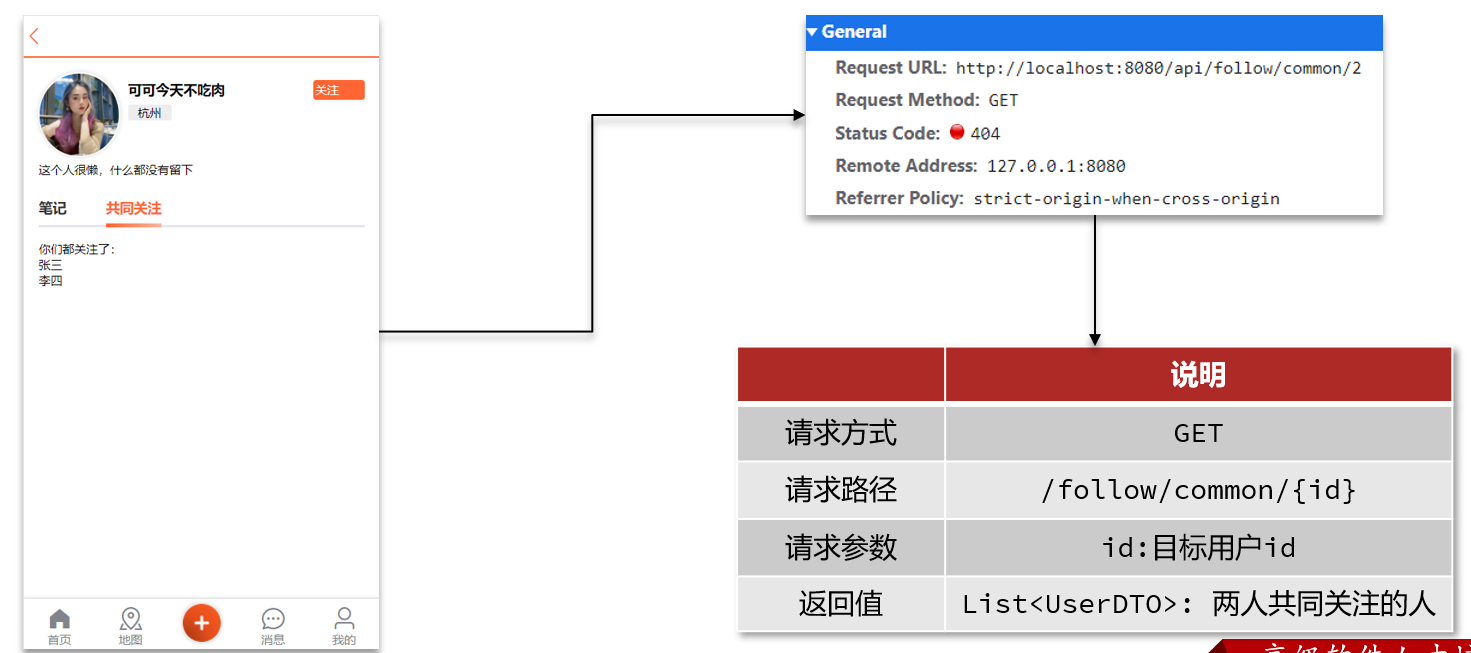 可可今天不吃肉
关注
杭州
这个人很懒，什么都没有留下
笔记 共同关注
你们都关注了：
张三
李四
首页 地图 + 消息 我的
General
Request URL: http://localhost:8080/api/follow/common/2
Request Method: GET
Status Code: 404
Remote Address: 127.0.0.1:8080
Referrer Policy: strict-origin-when-cross-origin
说明
请求方式 GET
请求路径 /follow/common/{id}
请求参数 id:目标用户id
返回值 List<UserDTO>: 两人共同关注的人